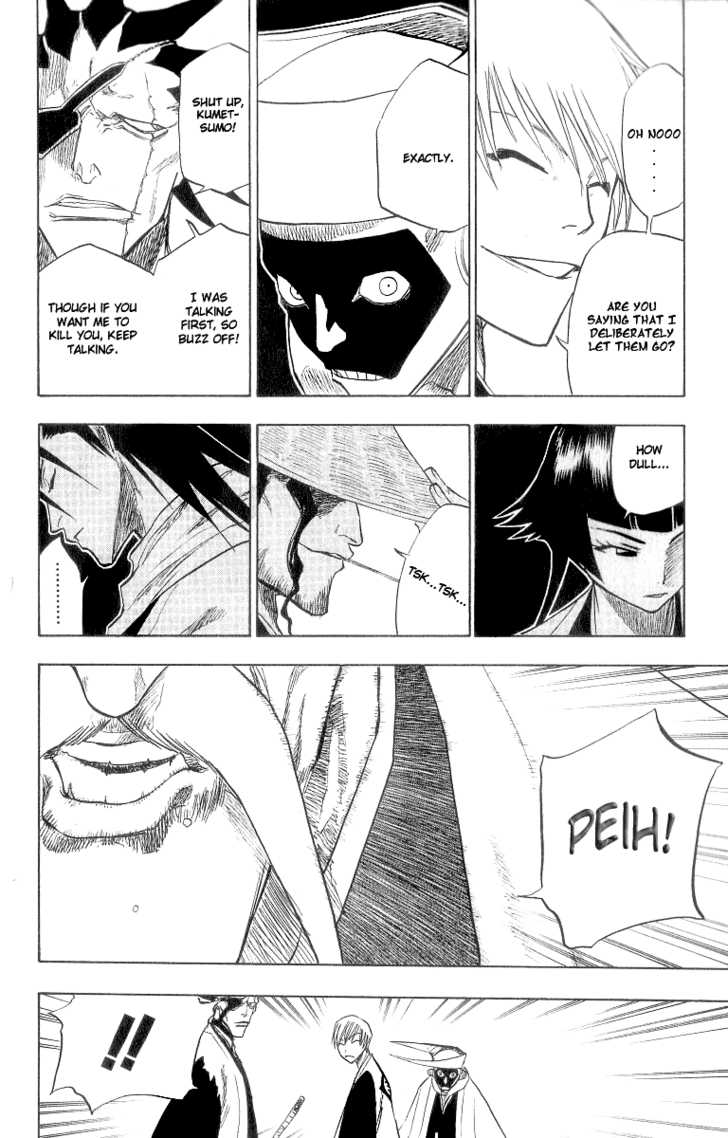 OH NOOO
......
ARE YOU
SAYING THAT I
DELIBERATELY
LET THEM GO?
EXACTLY.
SHUT UP,
KUMET-
SUMO!
I WAS
TALKING
FIRST, SO
BUZZ OFF!
THOUGH IF YOU
WANT ME TO
KILL YOU, KEEP
TALKING.
HOW
DULL...
TSK...TSK...
........
PEIH!
!!